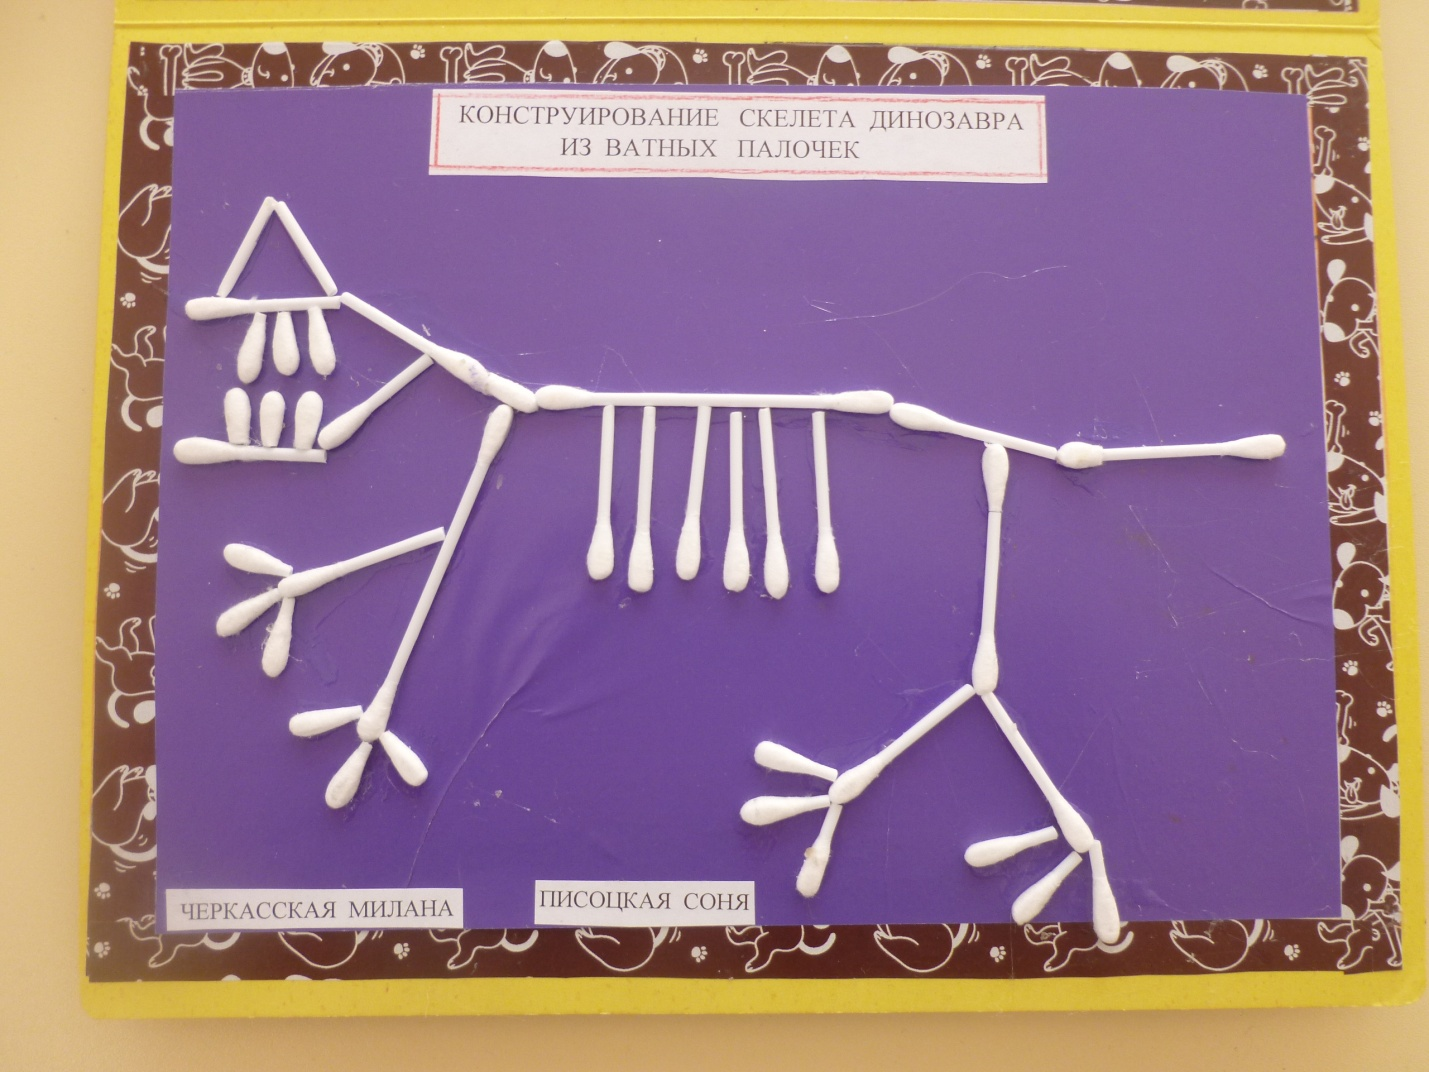 КОНСТРУИРОВАНИЕ СКЕЛЕТА ДИНОЗАВРА
ИЗ ВАТНЫХ ПАЛОЧЕК
ЧЕРКАССКАЯ МИЛАНА
ПИСОЦКАЯ СОНЯ